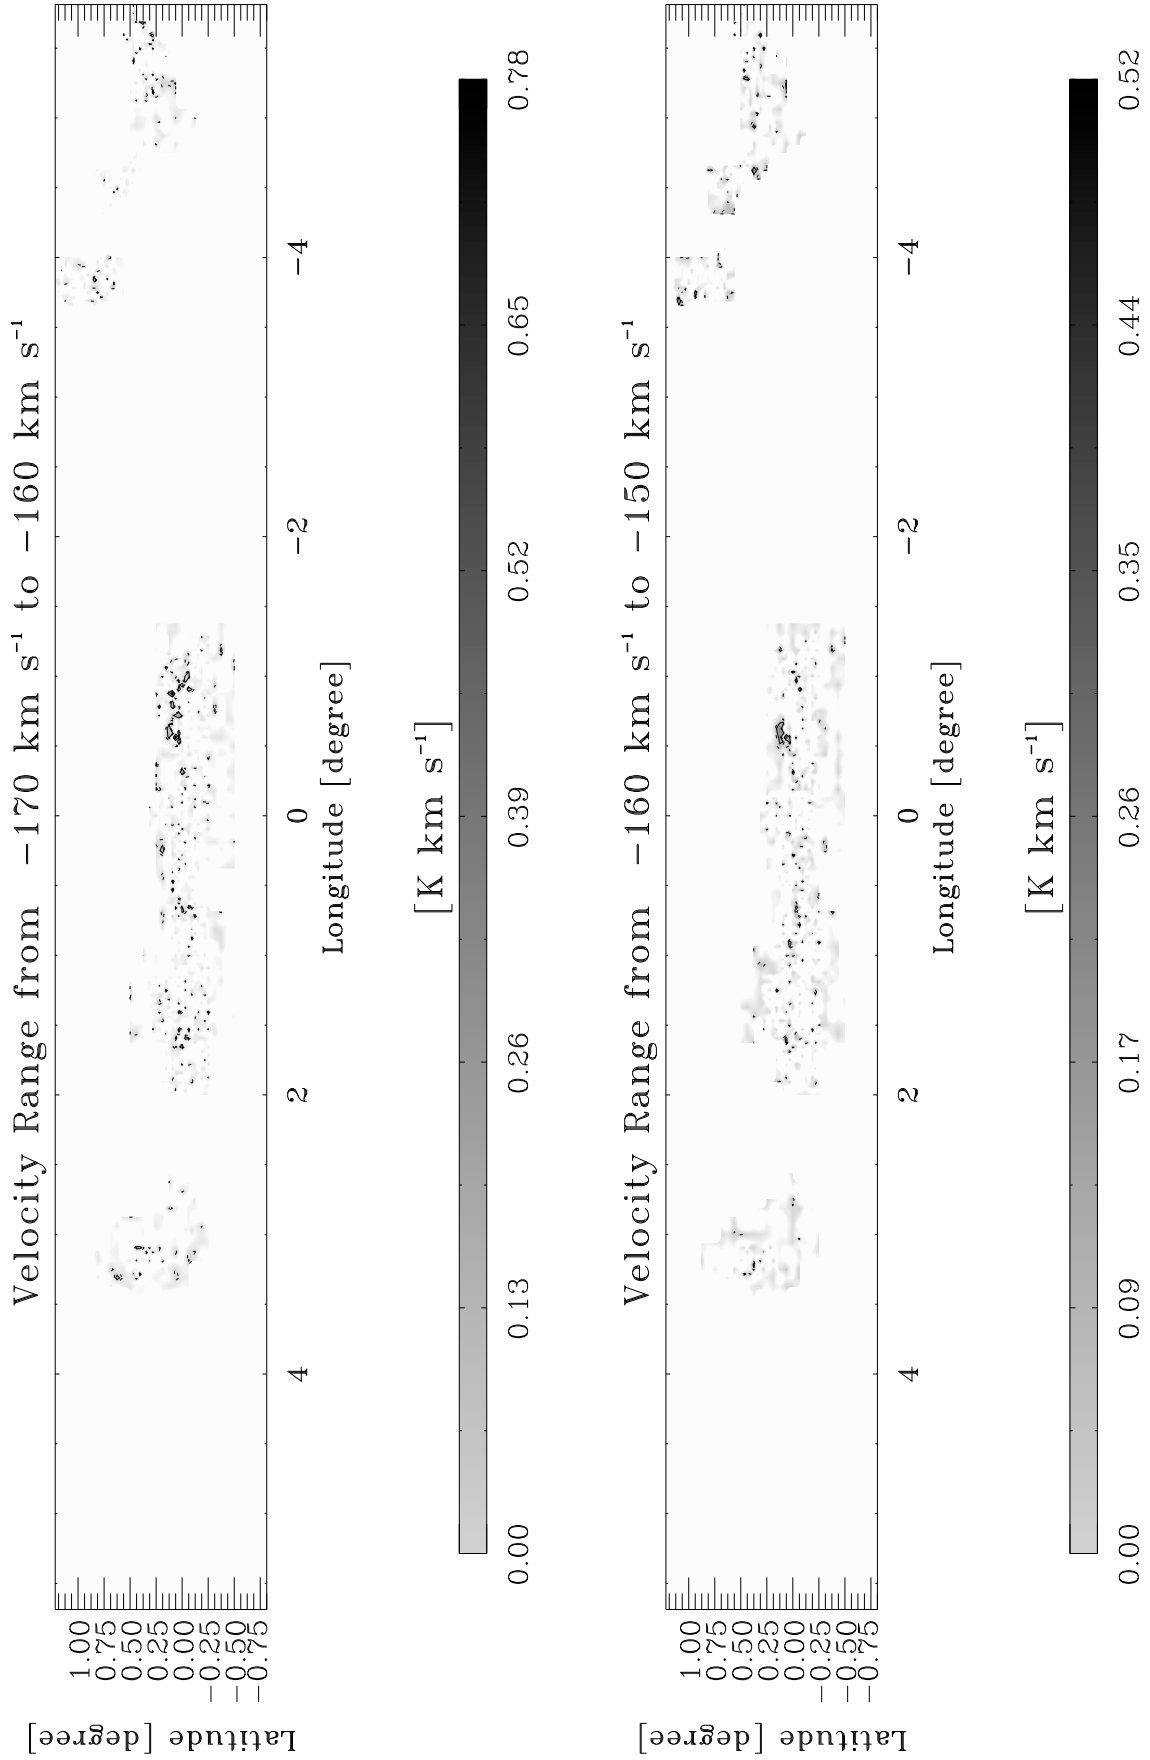 Velocity Range from −170 km s⁻¹ to −160 km s⁻¹
Latitude [degree]
1.00
0.75
0.50
0.25
0.00
−0.25
−0.50
−0.75
4 2 0 −2 −4
Longitude [degree]
[K km s⁻¹]
0.00 0.13 0.26 0.39 0.52 0.65 0.78
Velocity Range from −160 km s⁻¹ to −150 km s⁻¹
Latitude [degree]
1.00
0.75
0.50
0.25
0.00
−0.25
−0.50
−0.75
4 2 0 −2 −4
Longitude [degree]
[K km s⁻¹]
0.00 0.09 0.17 0.26 0.35 0.44 0.52